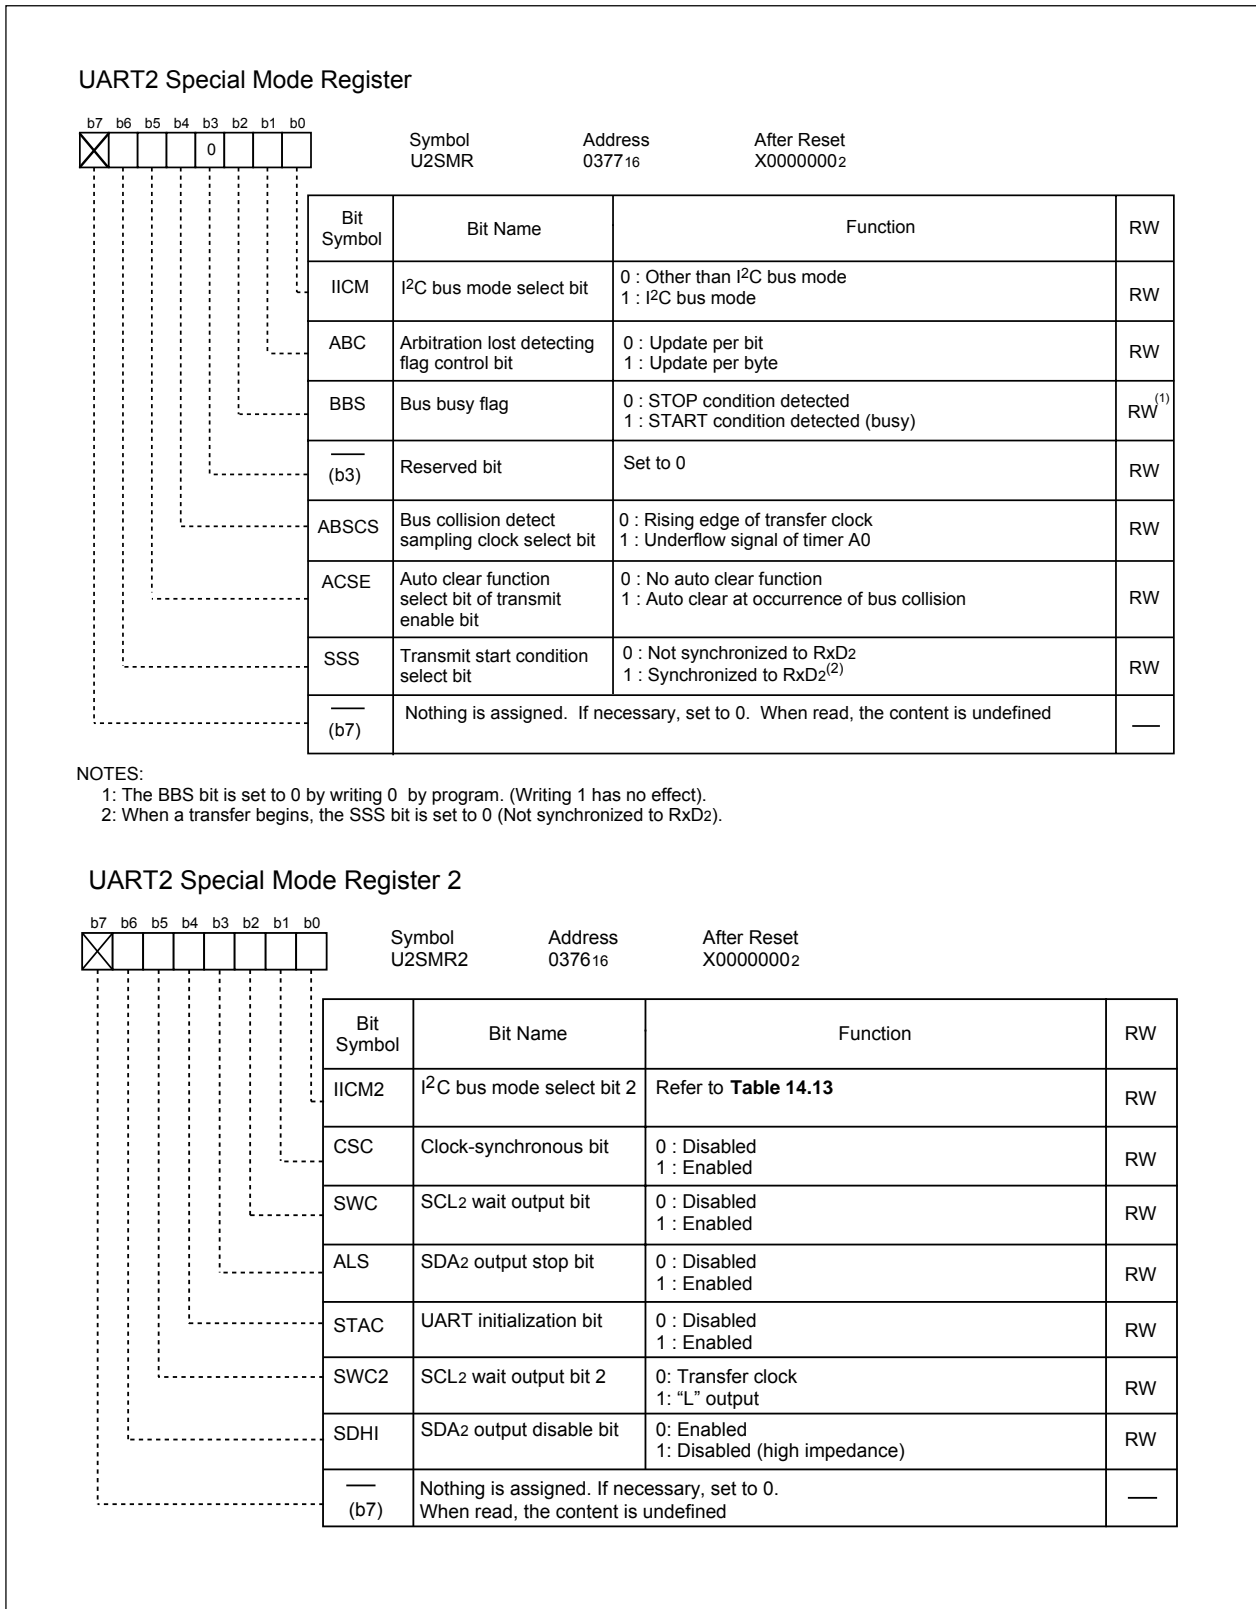 UART2 Special Mode Register
b7 b6 b5 b4 b3 b2 b1 b0
0
Symbol Address After Reset
U2SMR 037716 X00000002
Bit Symbol Bit Name Function RW
IICM I2C bus mode select bit 0 : Other than I2C bus mode
1 : I2C bus mode RW
ABC Arbitration lost detecting 0 : Update per bit
flag control bit 1 : Update per byte RW
BBS Bus busy flag 0 : STOP condition detected
1 : START condition detected (busy) RW(1)
(b3) Reserved bit Set to 0 RW
ABSCS Bus collision detect 0 : Rising edge of transfer clock
sampling clock select bit 1 : Underflow signal of timer A0 RW
ACSE Auto clear function 0 : No auto clear function
select bit of transmit 1 : Auto clear at occurrence of bus collision RW
enable bit
SSS Transmit start condition 0 : Not synchronized to RxD2
select bit 1 : Synchronized to RxD2(2) RW
(b7) Nothing is assigned. If necessary, set to 0. When read, the content is undefined —
NOTES:
1: The BBS bit is set to 0 by writing 0 by program. (Writing 1 has no effect).
2: When a transfer begins, the SSS bit is set to 0 (Not synchronized to RxD2).
UART2 Special Mode Register 2
b7 b6 b5 b4 b3 b2 b1 b0
Symbol Address After Reset
U2SMR2 037616 X00000002
Bit Symbol Bit Name Function RW
IICM2 I2C bus mode select bit 2 Refer to Table 14.13 RW
CSC Clock-synchronous bit 0 : Disabled
1 : Enabled RW
SWC SCL2 wait output bit 0 : Disabled
1 : Enabled RW
ALS SDA2 output stop bit 0 : Disabled
1 : Enabled RW
STAC UART initialization bit 0 : Disabled
1 : Enabled RW
SWC2 SCL2 wait output bit 2 0: Transfer clock
1: “L” output RW
SDHI SDA2 output disable bit 0: Enabled
1: Disabled (high impedance) RW
(b7) Nothing is assigned. If necessary, set to 0.
When read, the content is undefined —